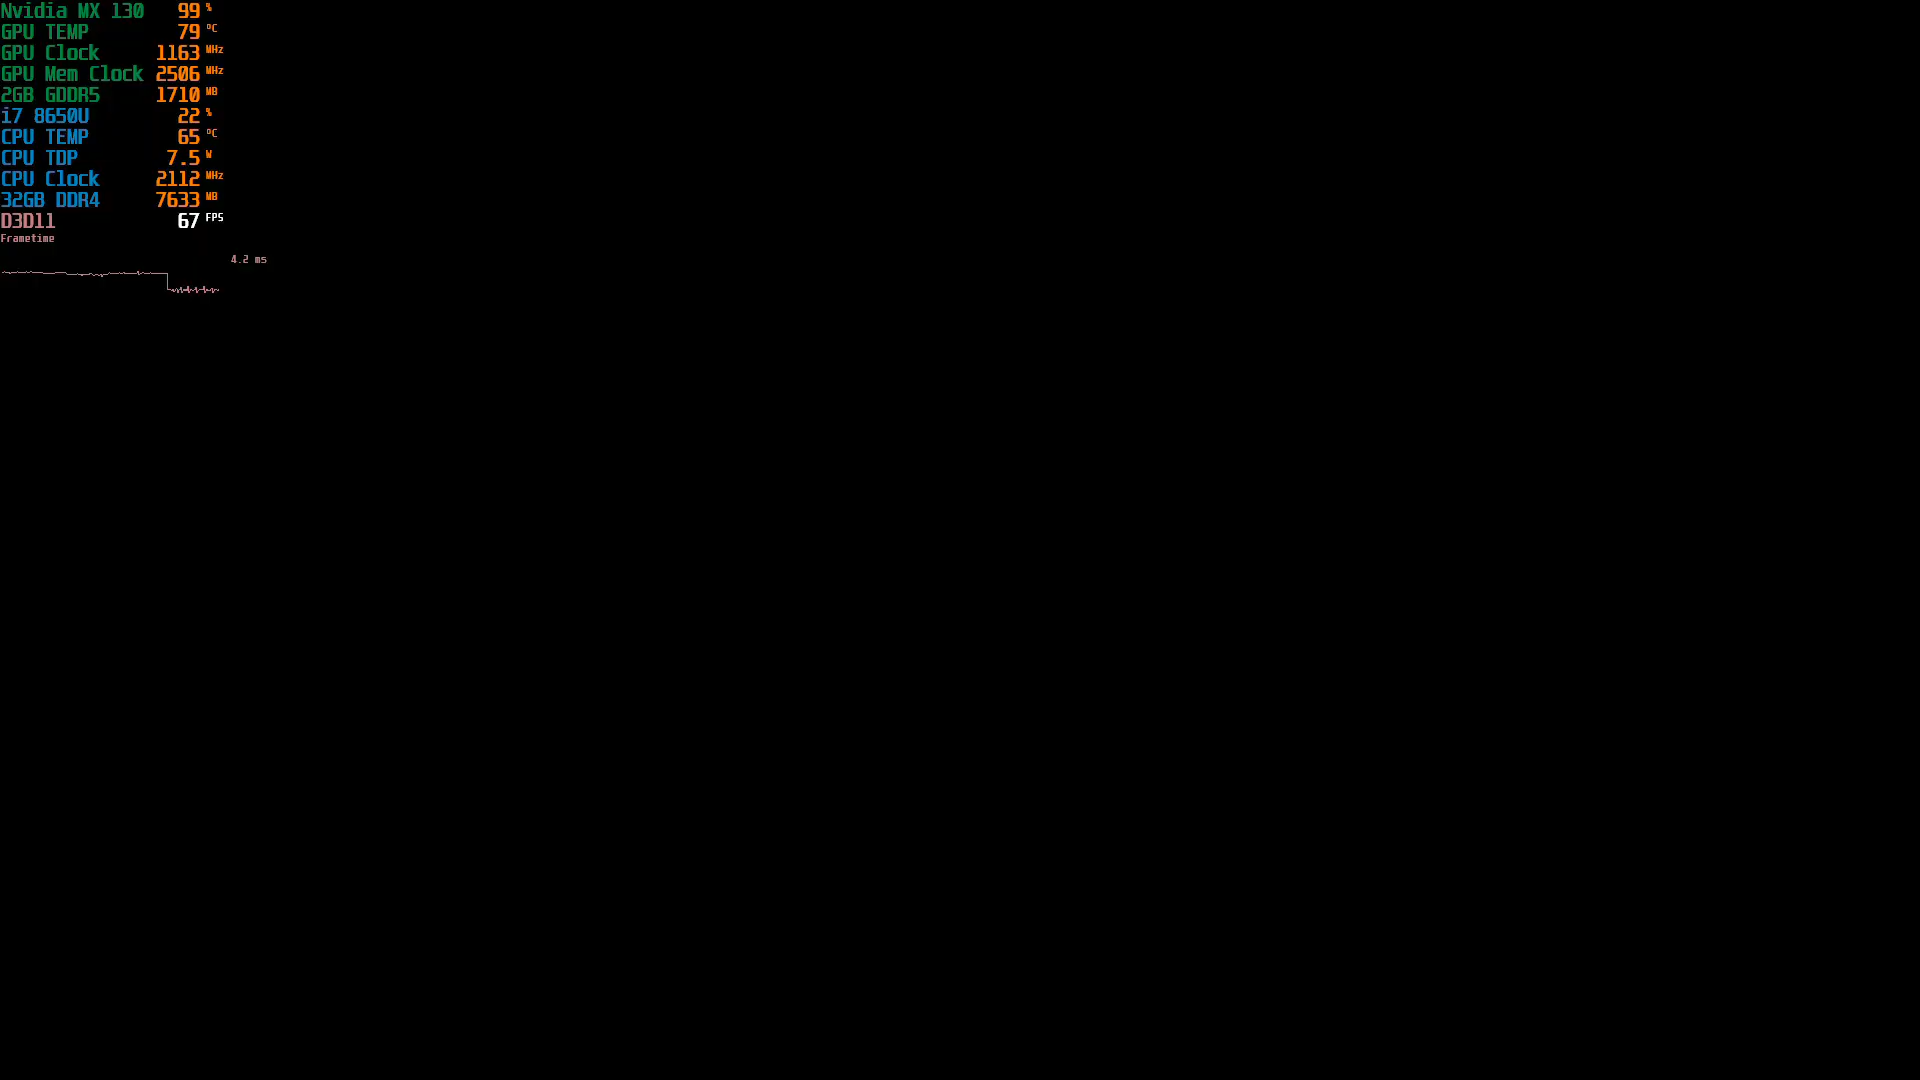 Nvidia MX 130 99 %
GPU TEMP 79 °C
GPU Clock 1163 MHz
GPU Mem Clock 2506 MHz
2GB GDDR5 1710 MB
i7 8650U 22 %
CPU TEMP 65 °C
CPU TDP 7.5 W
CPU Clock 2112 MHz
32GB DDR4 7633 MB
D3D11 67 FPS
Frametime
4.2 ms